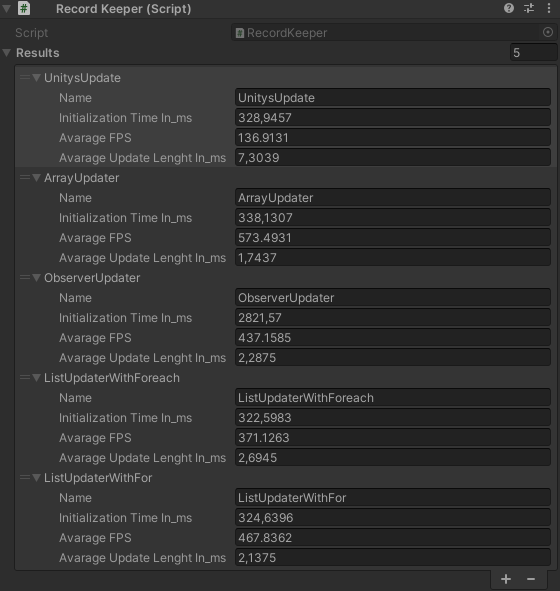 Record Keeper (Script)
Script RecordKeeper
Results 5
UnitysUpdate
Name UnitysUpdate
Initialization Time In_ms 328,9457
Avarage FPS 136.9131
Avarage Update Lenght In_ms 7,3039
ArrayUpdater
Name ArrayUpdater
Initialization Time In_ms 338,1307
Avarage FPS 573.4931
Avarage Update Lenght In_ms 1,7437
ObserverUpdater
Name ObserverUpdater
Initialization Time In_ms 2821,57
Avarage FPS 437.1585
Avarage Update Lenght In_ms 2,2875
ListUpdaterWithForeach
Name ListUpdaterWithForeach
Initialization Time In_ms 322,5983
Avarage FPS 371.1263
Avarage Update Lenght In_ms 2,6945
ListUpdaterWithFor
Name ListUpdaterWithFor
Initialization Time In_ms 324,6396
Avarage FPS 467.8362
Avarage Update Lenght In_ms 2,1375